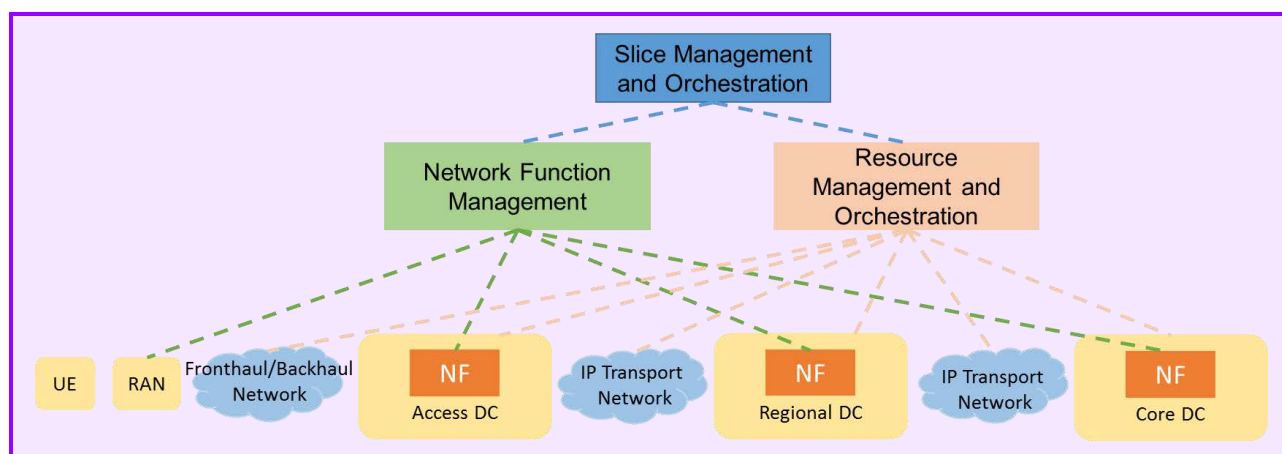 Slice Management
and Orchestration
Network Function
Management
Resource
Management and
Orchestration
UE
RAN
Fronthaul/Backhaul
Network
NF
Access DC
IP Transport
Network
NF
Regional DC
IP Transport
Network
NF
Core DC